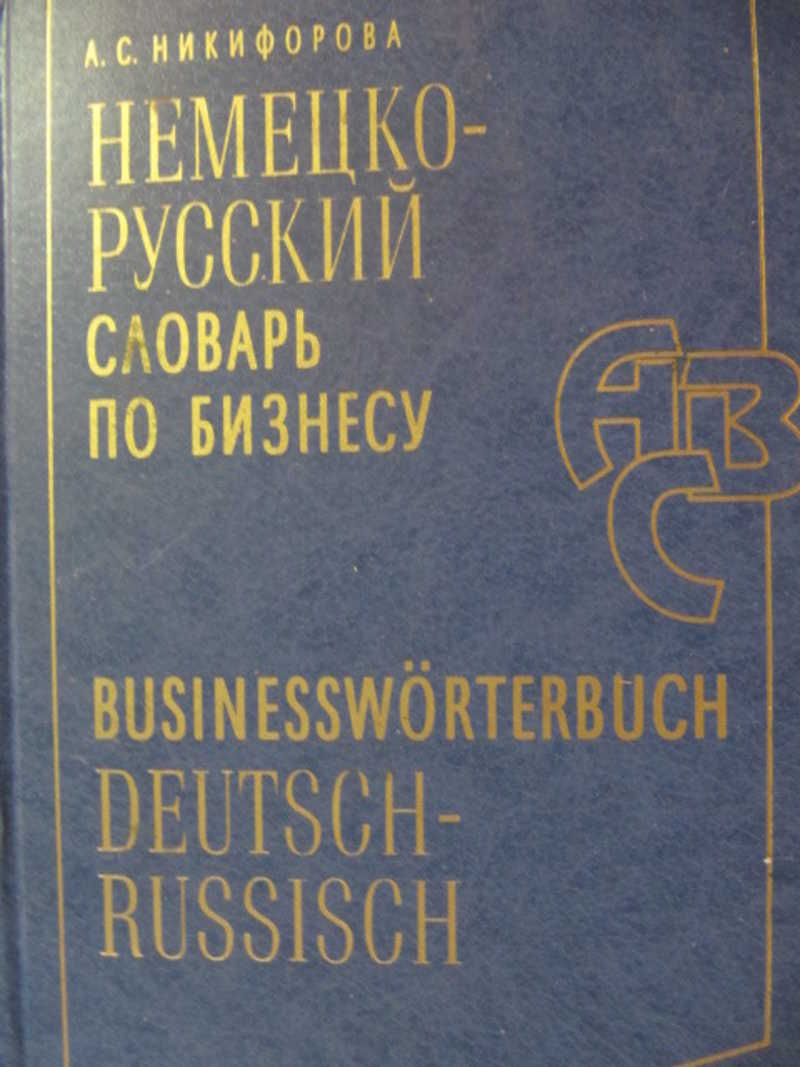 А. С. НИКИФОРОВА
НЕМЕЦКО-
РУССКИЙ
СЛОВАРЬ
ПО БИЗНЕСУ
ABC
BUSINESSWÖRTERBUCH
DEUTSCH-
RUSSISCH